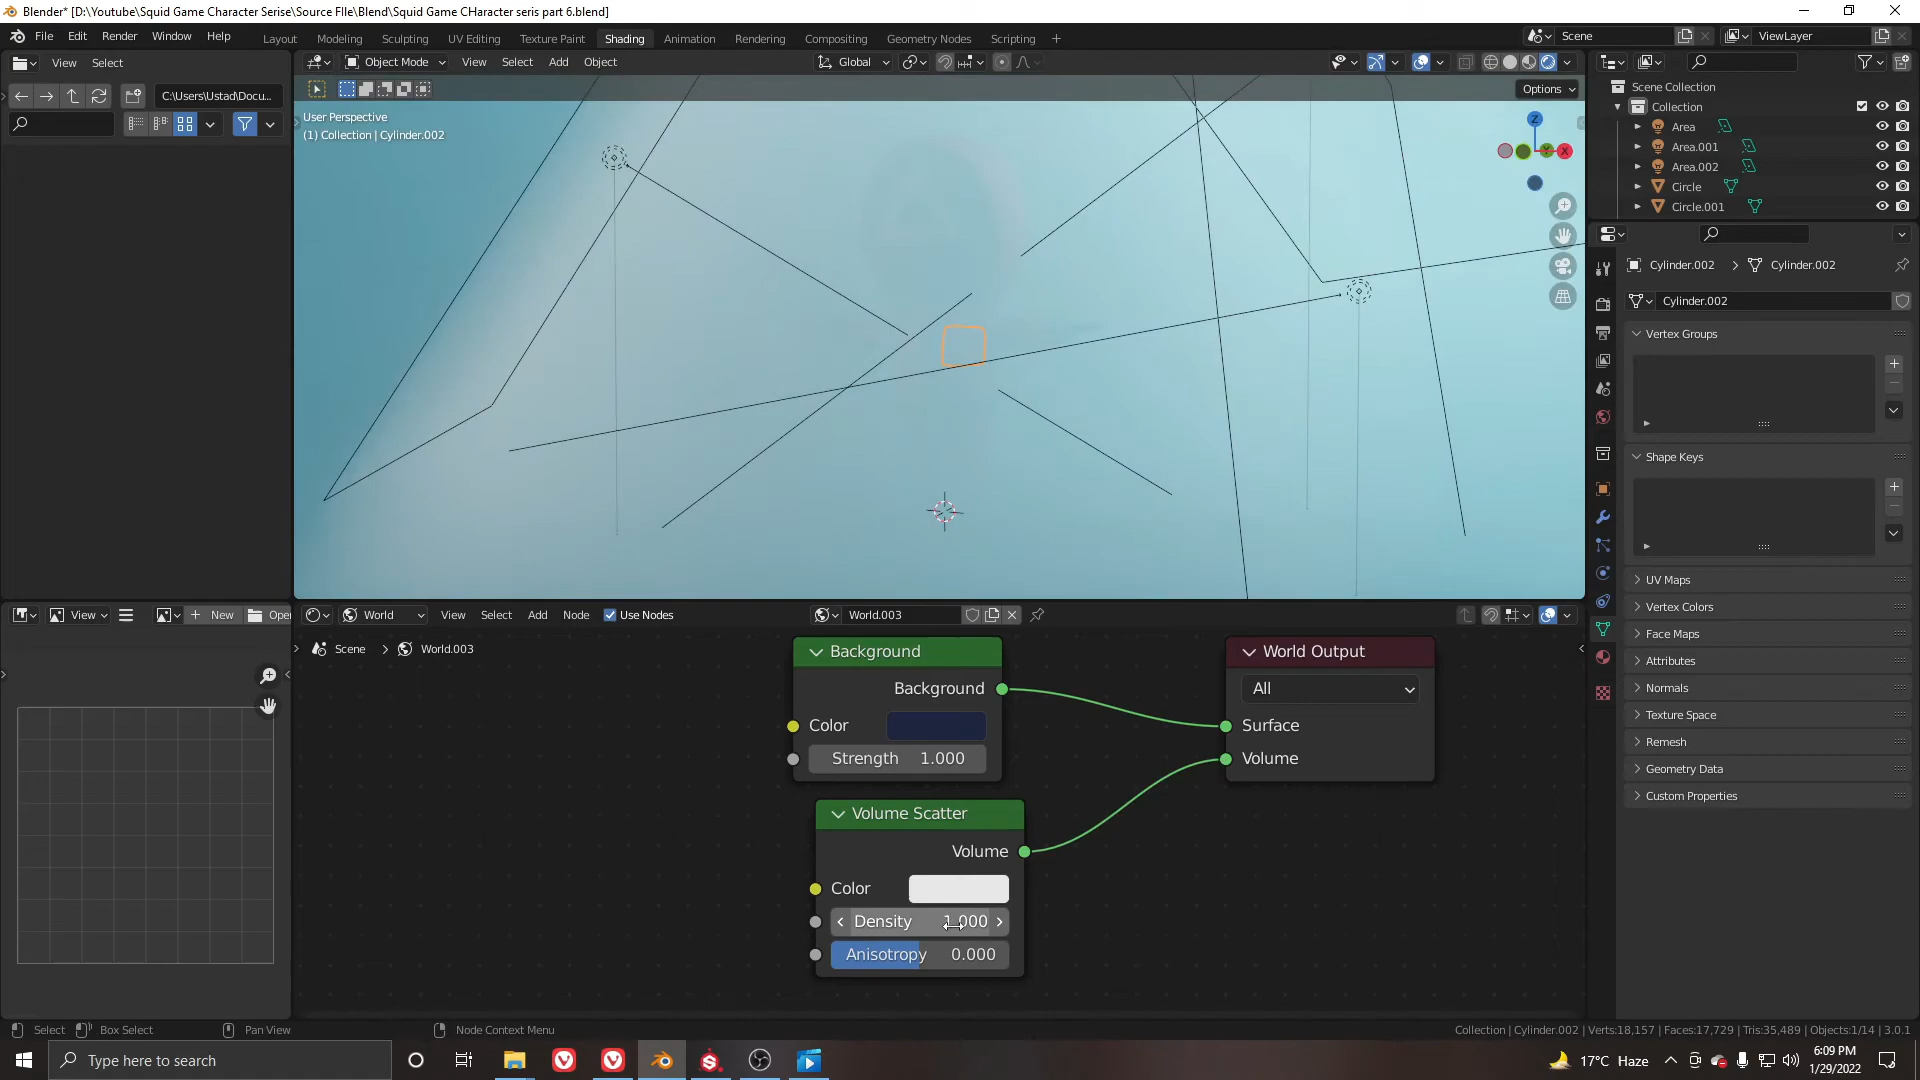 Blender* [D:\Youtube\Squid Game Character Serise\Source FIle\Blend\Squid Game CHaracter seris part 6.blend]
File Edit Render Window Help
Layout Modeling Sculpting UV Editing Texture Paint Shading Animation Rendering Compositing Geometry Nodes Scripting +
Scene
ViewLayer
View Select
Object Mode View Select Add Object
Global
C:\Users\Ustad\Docu...
Options
User Perspective
(1) Collection | Cylinder.002
Z
Y
X
Scene Collection
Collection
Area
Area.001
Area.002
Circle
Circle.001
Cylinder.002 > Cylinder.002
Cylinder.002
Vertex Groups
Shape Keys
UV Maps
Vertex Colors
Face Maps
Attributes
Normals
Texture Space
Remesh
Geometry Data
Custom Properties
View
New
Open
World View Select Add Node Use Nodes
World.003
Scene > World.003
Background
Background
Color
Strength 1.000
World Output
All
Surface
Volume
Volume Scatter
Volume
Color
Density 1.000
Anisotropy 0.000
Select Box Select Pan View Node Context Menu
Collection | Cylinder.002 | Verts:18,157 | Faces:17,729 | Tris:35,489 | Objects:1/14 | 3.0.1
Type here to search
17°C Haze
6:09 PM
1/29/2022